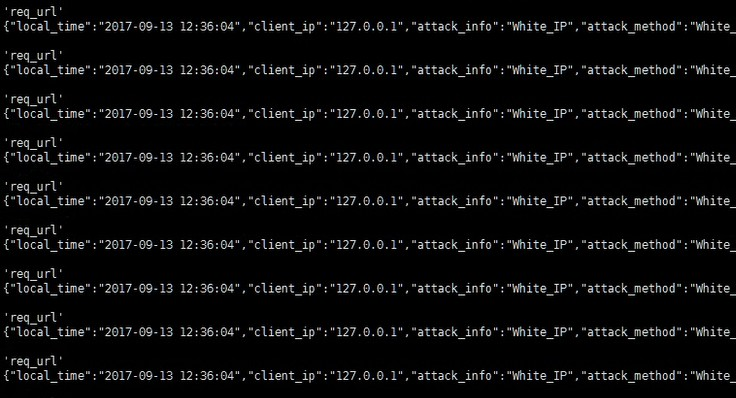 'req_url'
{"local_time":"2017-09-13 12:36:04","client_ip":"127.0.0.1","attack_info":"White_IP","attack_method":"White_
'req_url'
{"local_time":"2017-09-13 12:36:04","client_ip":"127.0.0.1","attack_info":"White_IP","attack_method":"White_
'req_url'
{"local_time":"2017-09-13 12:36:04","client_ip":"127.0.0.1","attack_info":"White_IP","attack_method":"White_
'req_url'
{"local_time":"2017-09-13 12:36:04","client_ip":"127.0.0.1","attack_info":"White_IP","attack_method":"White_
'req_url'
{"local_time":"2017-09-13 12:36:04","client_ip":"127.0.0.1","attack_info":"White_IP","attack_method":"White_
'req_url'
{"local_time":"2017-09-13 12:36:04","client_ip":"127.0.0.1","attack_info":"White_IP","attack_method":"White_
'req_url'
{"local_time":"2017-09-13 12:36:04","client_ip":"127.0.0.1","attack_info":"White_IP","attack_method":"White_
'req_url'
{"local_time":"2017-09-13 12:36:04","client_ip":"127.0.0.1","attack_info":"White_IP","attack_method":"White_
'req_url'
{"local_time":"2017-09-13 12:36:04","client_ip":"127.0.0.1","attack_info":"White_IP","attack_method":"White_